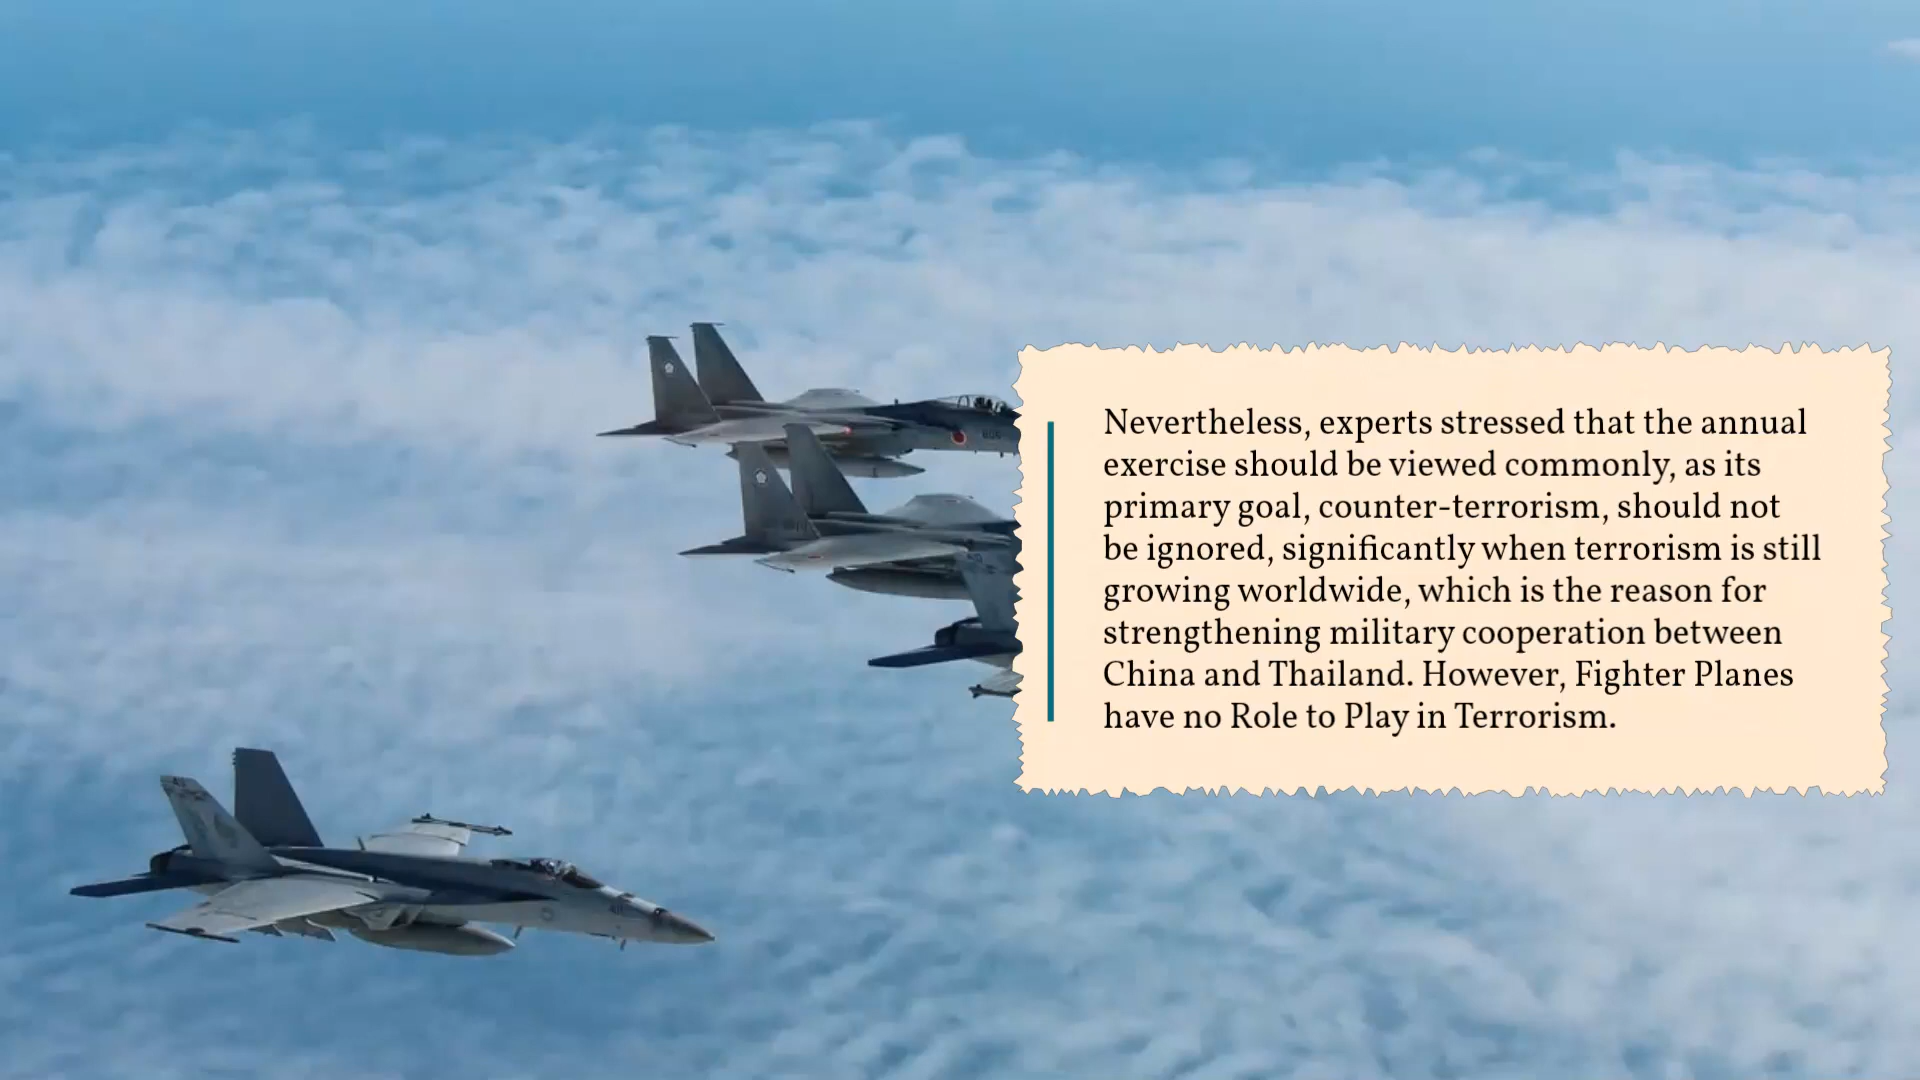 Nevertheless, experts stressed that the annual
exercise should be viewed commonly, as its
primary goal, counter-terrorism, should not
be ignored, significantly when terrorism is still
growing worldwide, which is the reason for
strengthening military cooperation between
China and Thailand. However, Fighter Planes
have no Role to Play in Terrorism.